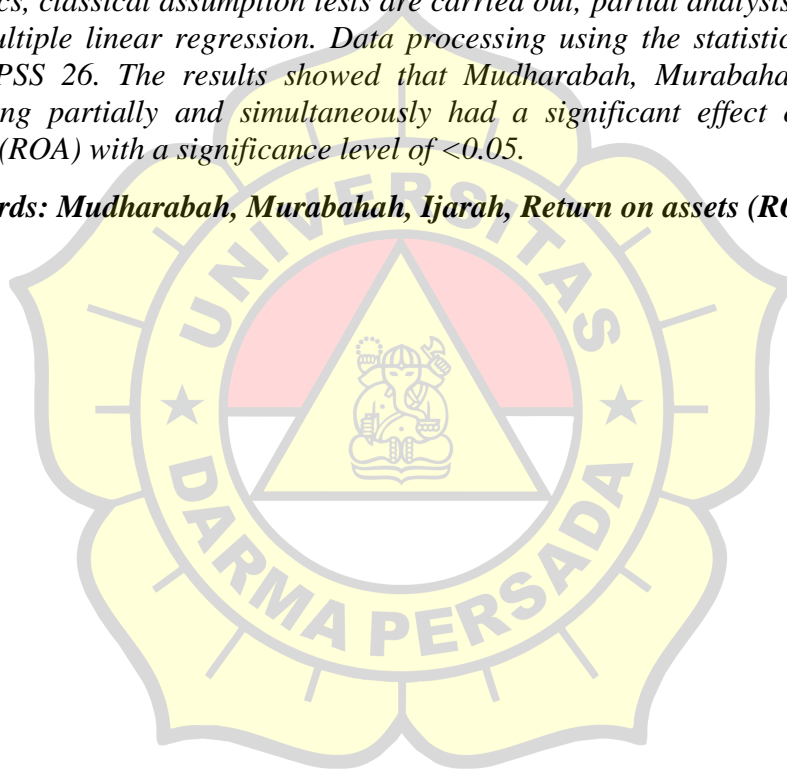 cs, classical assumption tests are carried out, partial analysis
ultiple linear regression. Data processing using the statistic
PSS 26. The results showed that Mudharabah, Murabaha
ng partially and simultaneously had a significant effect o
(ROA) with a significance level of <0.05.
rds: Mudharabah, Murabahah, Ijarah, Return on assets (RO
UNIVERSITAS
DARMA PERSADA